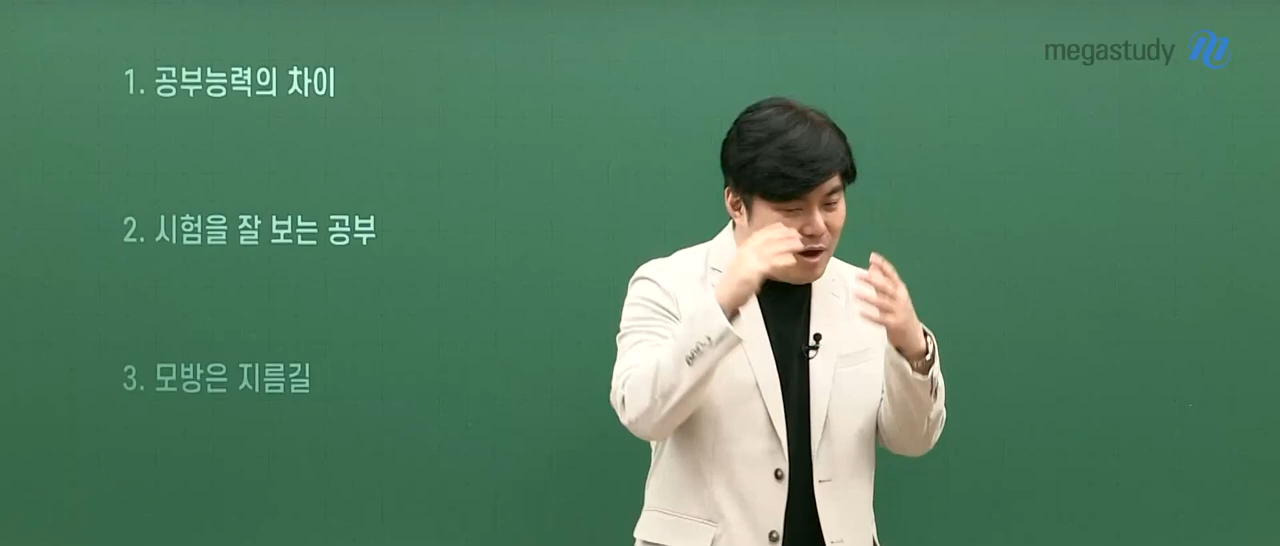 megastudy
1. 공부능력의 차이
2. 시험을 잘 보는 공부
3. 모방은 지름길